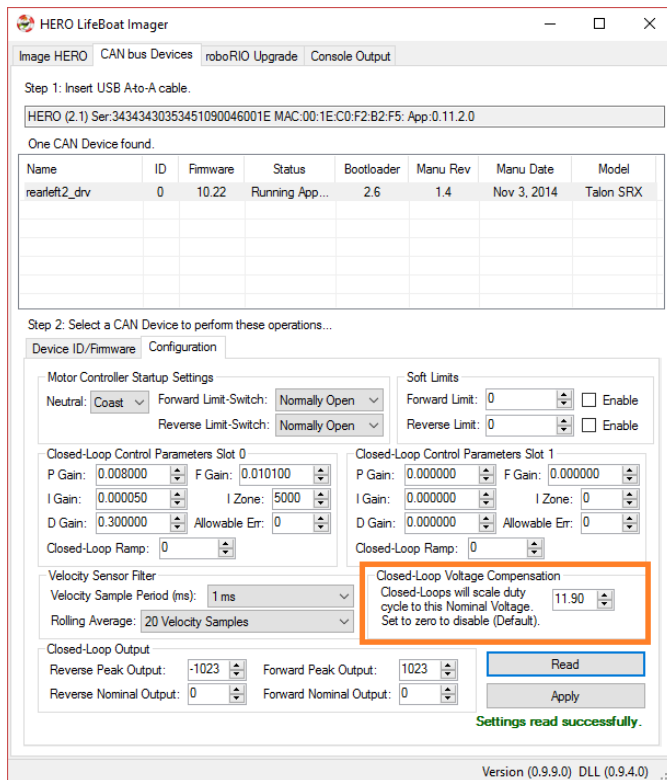 HERO LifeBoat Imager
Image HERO CAN bus Devices roboRIO Upgrade Console Output
Step 1: Insert USB A-to-A cable.
HERO (2.1) Ser:34343430353451090046001E MAC:00:1E:C0:F2:B2:F5: App:0.11.2.0
One CAN Device found.
Name ID Firmware Status Bootloader Manu Rev Manu Date Model
rearleft2_drv 0 10.22 Running App... 2.6 1.4 Nov 3, 2014 Talon SRX
Step 2: Select a CAN Device to perform these operations...
Device ID/Firmware Configuration
Motor Controller Startup Settings
Neutral: Coast Forward Limit-Switch: Normally Open
Reverse Limit-Switch: Normally Open
Soft Limits
Forward Limit: 0 Enable
Reverse Limit: 0 Enable
Closed-Loop Control Parameters Slot 0
P Gain: 0.008000 F Gain: 0.010100
I Gain: 0.000050 I Zone: 5000
D Gain: 0.300000 Allowable Err: 0
Closed-Loop Ramp: 0
Closed-Loop Control Parameters Slot 1
P Gain: 0.000000 F Gain: 0.000000
I Gain: 0.000000 I Zone: 0
D Gain: 0.000000 Allowable Err: 0
Closed-Loop Ramp: 0
Velocity Sensor Filter
Velocity Sample Period (ms): 1 ms
Rolling Average: 20 Velocity Samples
Closed-Loop Voltage Compensation
Closed-Loops will scale duty
cycle to this Nominal Voltage.
Set to zero to disable (Default).
11.90
Closed-Loop Output
Reverse Peak Output: -1023 Forward Peak Output: 1023
Reverse Nominal Output: 0 Forward Nominal Output: 0
Read
Apply
Settings read successfully.
Version (0.9.9.0) DLL (0.9.4.0)